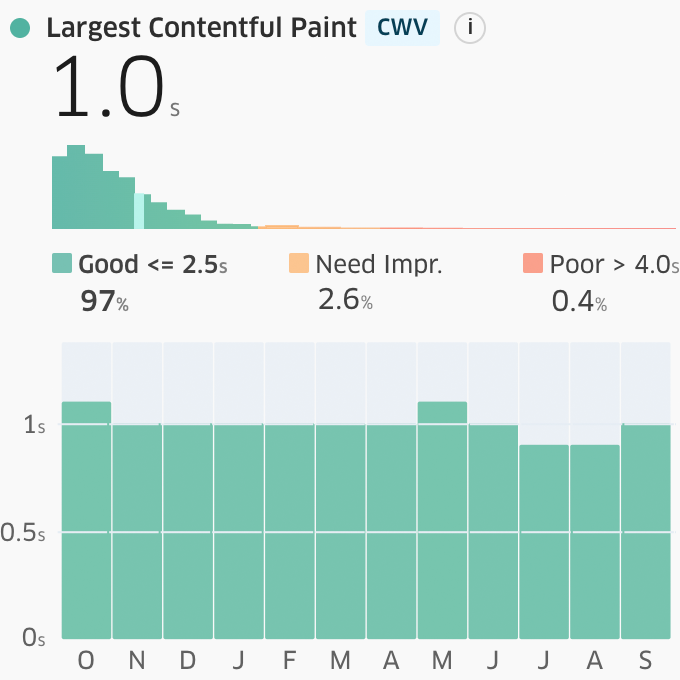 Largest Contentful Paint CWV i
1.0s
Good <= 2.5s Need Impr. Poor > 4.0s
97% 2.6% 0.4%
1s
0.5s
0s
O N D J F M A M J J A S